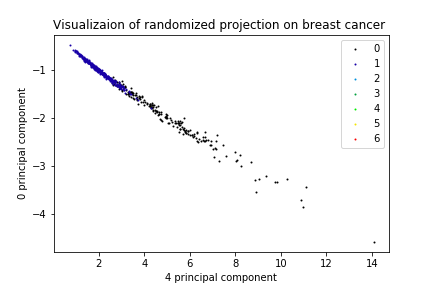 Visualizaion of randomized projection on breast cancer
0
1
2
3
4
5
6
−1
−2
−3
−4
0 principal component
2 4 6 8 10 12 14
4 principal component